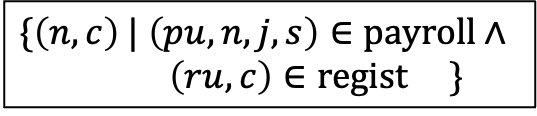 {(n, c) | (pu, n, j, s) ∈ payroll ∧
(ru, c) ∈ regist }